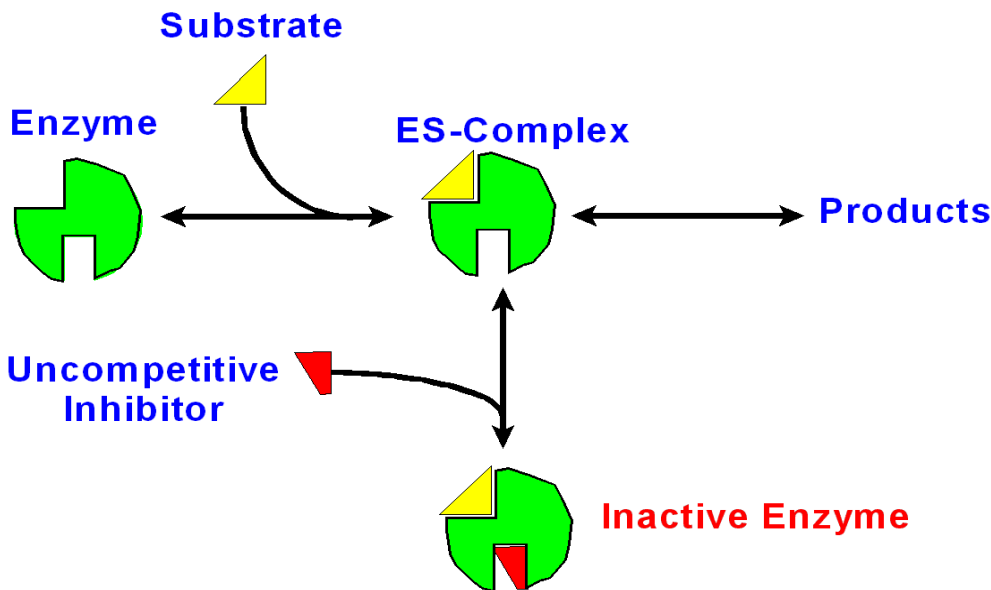 Substrate
Enzyme
ES-Complex
Products
Uncompetitive
Inhibitor
Inactive Enzyme